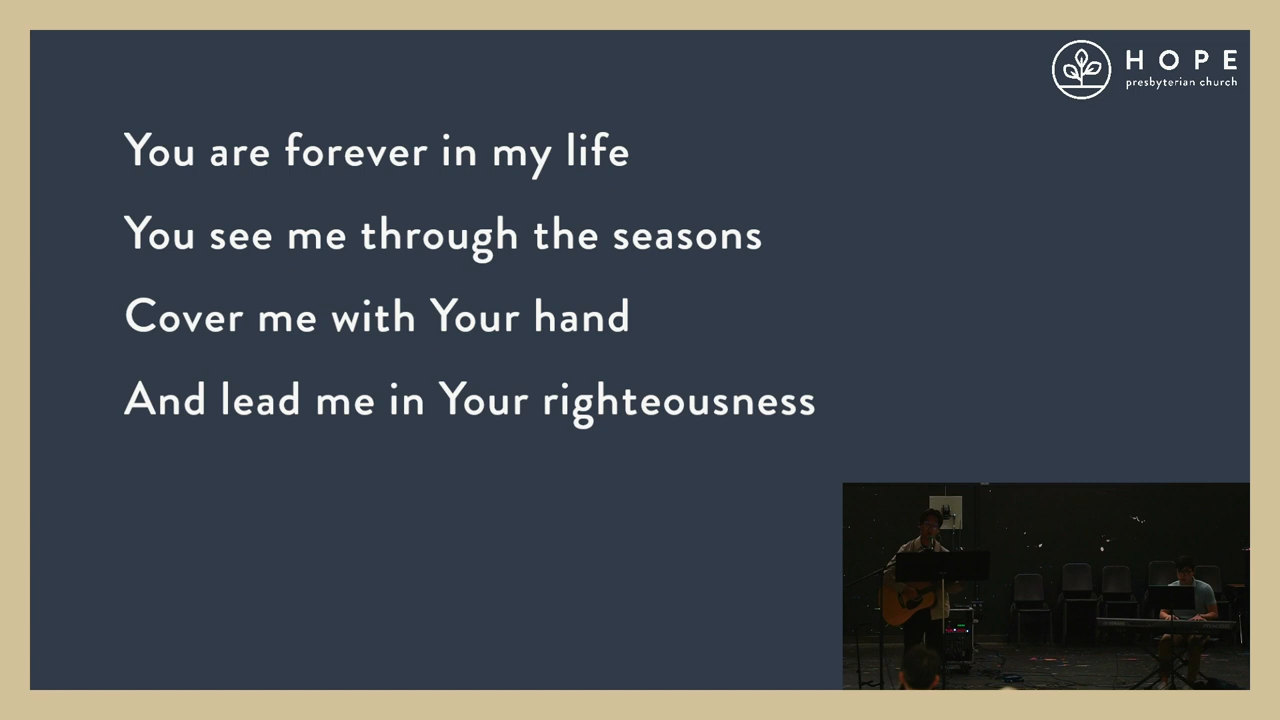 HOPE
presbyterian church
You are forever in my life
You see me through the seasons
Cover me with Your hand
And lead me in Your righteousness